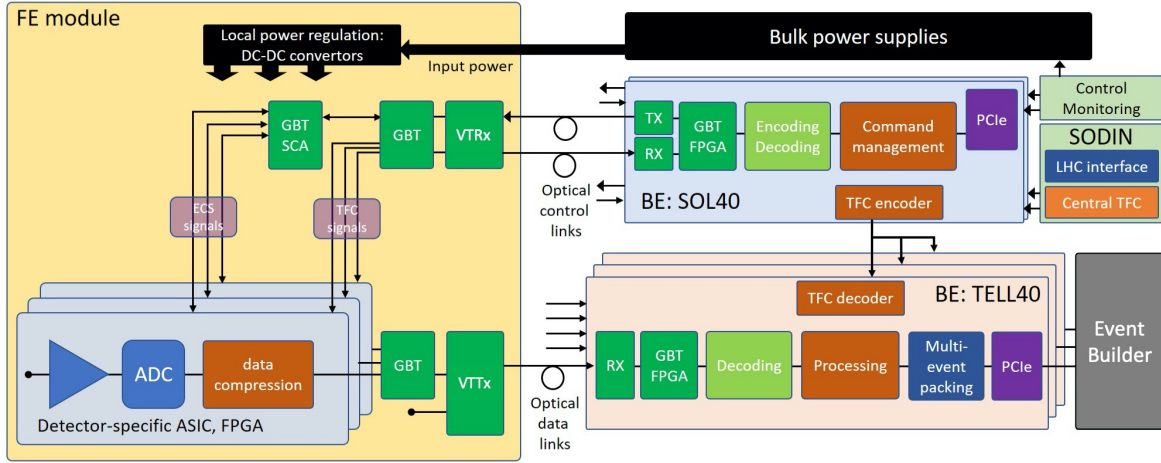 FE module
Local power regulation:
DC-DC convertors
Input power
Bulk power supplies
GBT
SCA
GBT
VTRx
ECS
signals
TFC
signals
Optical
control
links
TX
RX
GBT
FPGA
Encoding
Decoding
Command
management
PCIe
BE: SOL40
TFC encoder
Control
Monitoring
SODIN
LHC interface
Central TFC
ADC
data
compression
Detector-specific ASIC, FPGA
GBT
VTTx
Optical
data
links
TFC decoder
BE: TELL40
RX
GBT
FPGA
Decoding
Processing
Multi-
event
packing
PCIe
Event
Builder